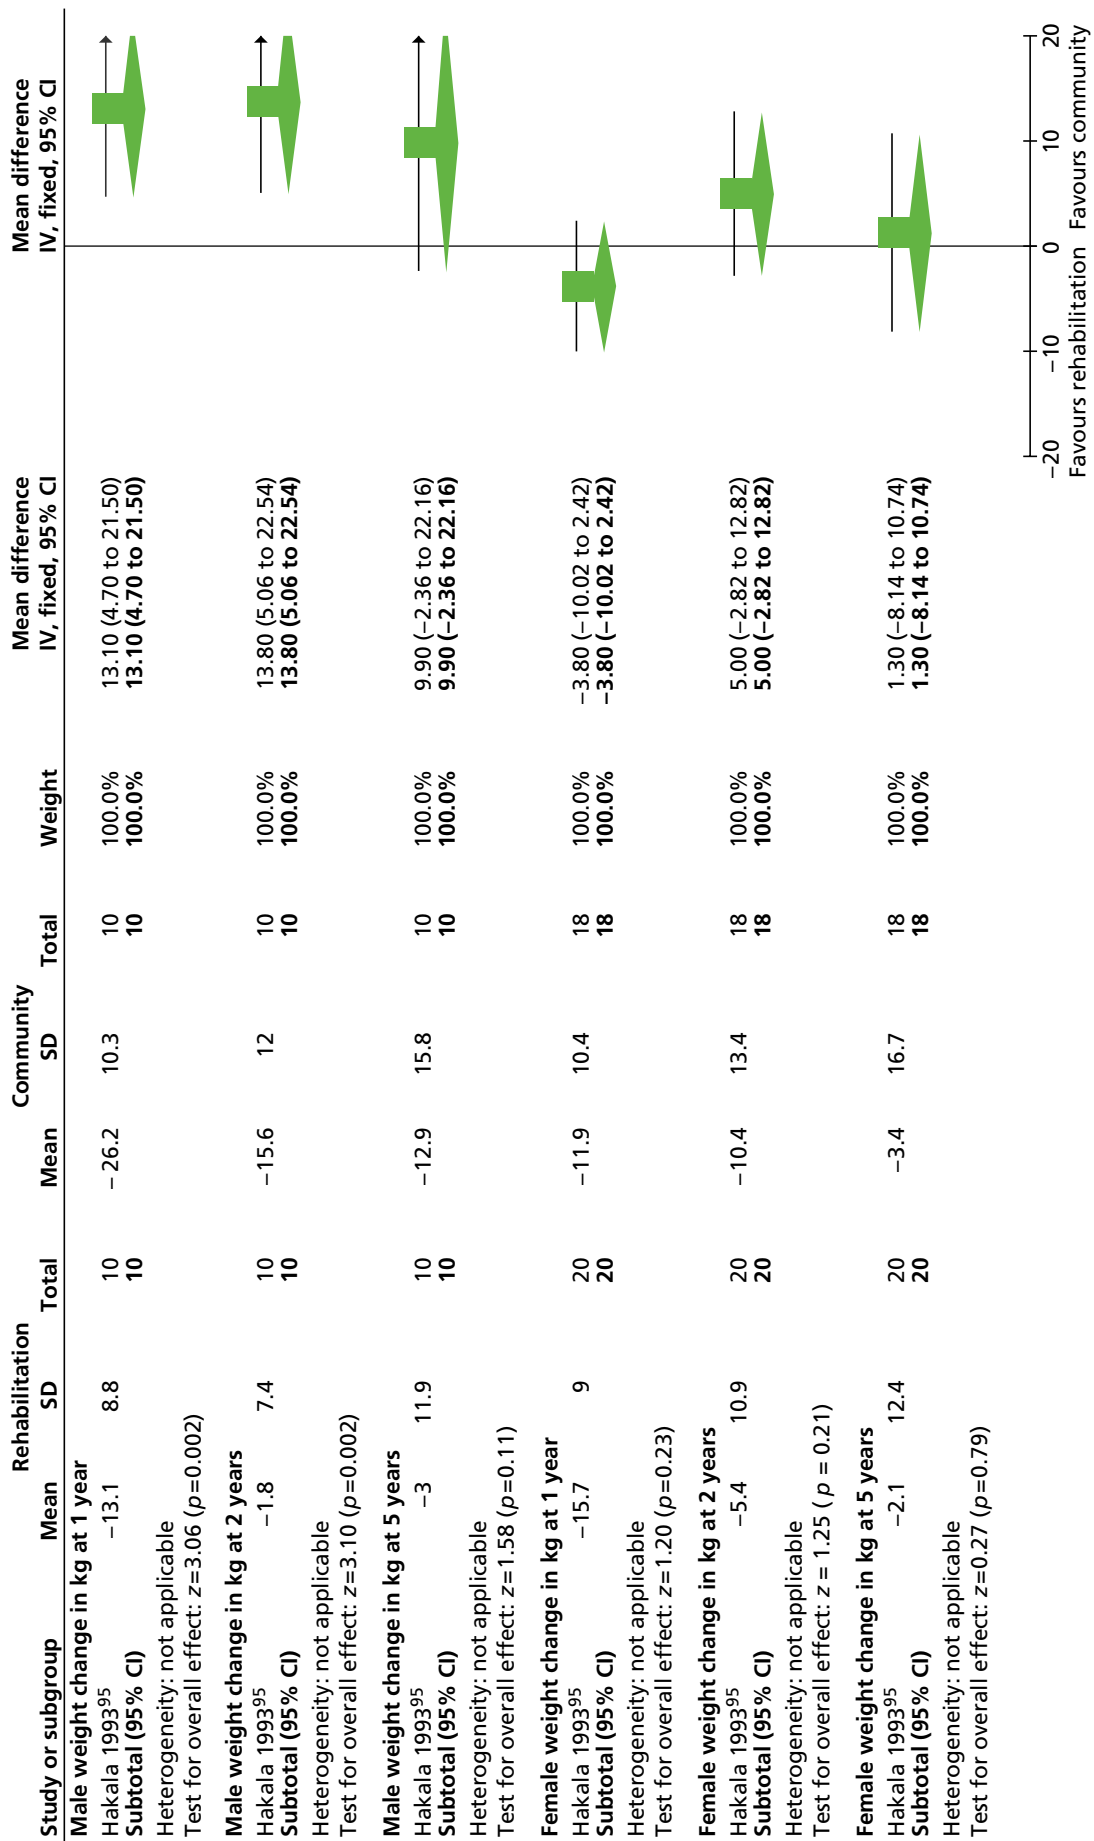 Rehabilitation Community Mean difference Mean difference
Study or subgroup Mean SD Total Mean SD Total Weight IV, fixed, 95% CI IV, fixed, 95% CI
Male weight change in kg at 1 year
Hakala 1993⁹⁵ −13.1 8.8 10 −26.2 10.3 10 100.0% 13.10 (4.70 to 21.50)
Subtotal (95% CI) 10 10 100.0% 13.10 (4.70 to 21.50)
Heterogeneity: not applicable
Test for overall effect: z=3.06 (p=0.002)
Male weight change in kg at 2 years
Hakala 1993⁹⁵ −1.8 7.4 10 −15.6 12 10 100.0% 13.80 (5.06 to 22.54)
Subtotal (95% CI) 10 10 100.0% 13.80 (5.06 to 22.54)
Heterogeneity: not applicable
Test for overall effect: z=3.10 (p=0.002)
Male weight change in kg at 5 years
Hakala 1993⁹⁵ −3 11.9 10 −12.9 15.8 10 100.0% 9.90 (−2.36 to 22.16)
Subtotal (95% CI) 10 10 100.0% 9.90 (−2.36 to 22.16)
Heterogeneity: not applicable
Test for overall effect: z=1.58 (p=0.11)
Female weight change in kg at 1 year
Hakala 1993⁹⁵ −15.7 9 20 −11.9 10.4 18 100.0% −3.80 (−10.02 to 2.42)
Subtotal (95% CI) 20 18 100.0% −3.80 (−10.02 to 2.42)
Heterogeneity: not applicable
Test for overall effect: z=1.20 (p=0.23)
Female weight change in kg at 2 years
Hakala 1993⁹⁵ −5.4 10.9 20 −10.4 13.4 18 100.0% 5.00 (−2.82 to 12.82)
Subtotal (95% CI) 20 18 100.0% 5.00 (−2.82 to 12.82)
Heterogeneity: not applicable
Test for overall effect: z = 1.25 ( p = 0.21)
Female weight change in kg at 5 years
Hakala 1993⁹⁵ −2.1 12.4 20 −3.4 16.7 18 100.0% 1.30 (−8.14 to 10.74)
Subtotal (95% CI) 20 18 100.0% 1.30 (−8.14 to 10.74)
Heterogeneity: not applicable
Test for overall effect: z=0.27 (p=0.79)
−20 −10 0 10 20
Favours rehabilitation Favours community